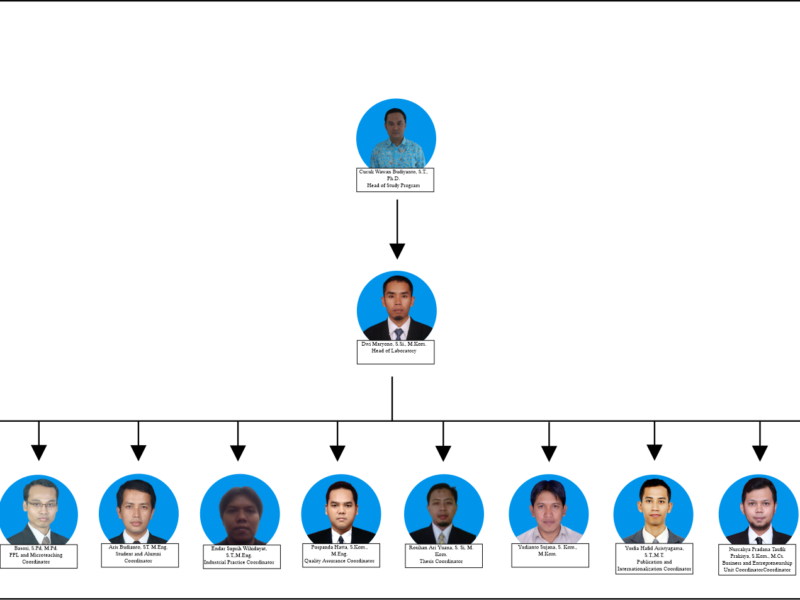 Cucuk Wawan Budiyanto, S.T.,
Ph.D.
Head of Study Program
Dwi Maryono, S.Si., M.Kom.
Head of Laboratory
S.Pd, M.Pd.
PPL and Microteaching
Coordinator
Aris Budianto, ST. M.Eng.
Student and Alumni
Coordinator
Endar Suprih Wihidayat,
S.T.,M.Eng.
Industrial Practice Coordinator
Puspanda Hatta, S.Kom.,
M.Eng.
Quality Assurance Coordinator
Rosihan Ari Yuana, S. Si, M.
Kom.
Thesis Coordinator
Yudianto Sujana, S. Kom.,
M.Kom.
Yusfia Hafid Aristyagama,
S.T.,M.T.
Publication and
Internationalization Coordinator
Nurcahya Pradana Taufik
Prakisya, S.Kom., M.Cs.
Business and Entrepreneurship
Unit CoordinatorCoordinator